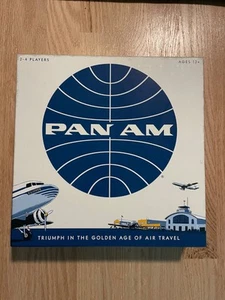 2-4 PLAYERS
AGES 12+
PAN AM
TRIUMPH IN THE GOLDEN AGE OF AIR TRAVEL